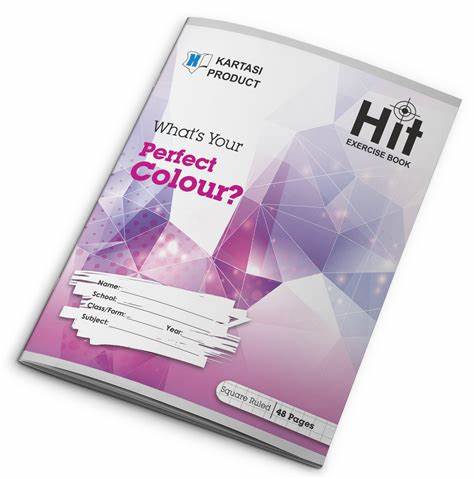 KARTASI
PRODUCT
Hit
EXERCISE BOOK
What's Your
Perfect
Colour?
Name:
School:
Class/Form:
Subject: Year:
Square Ruled 48 Pages